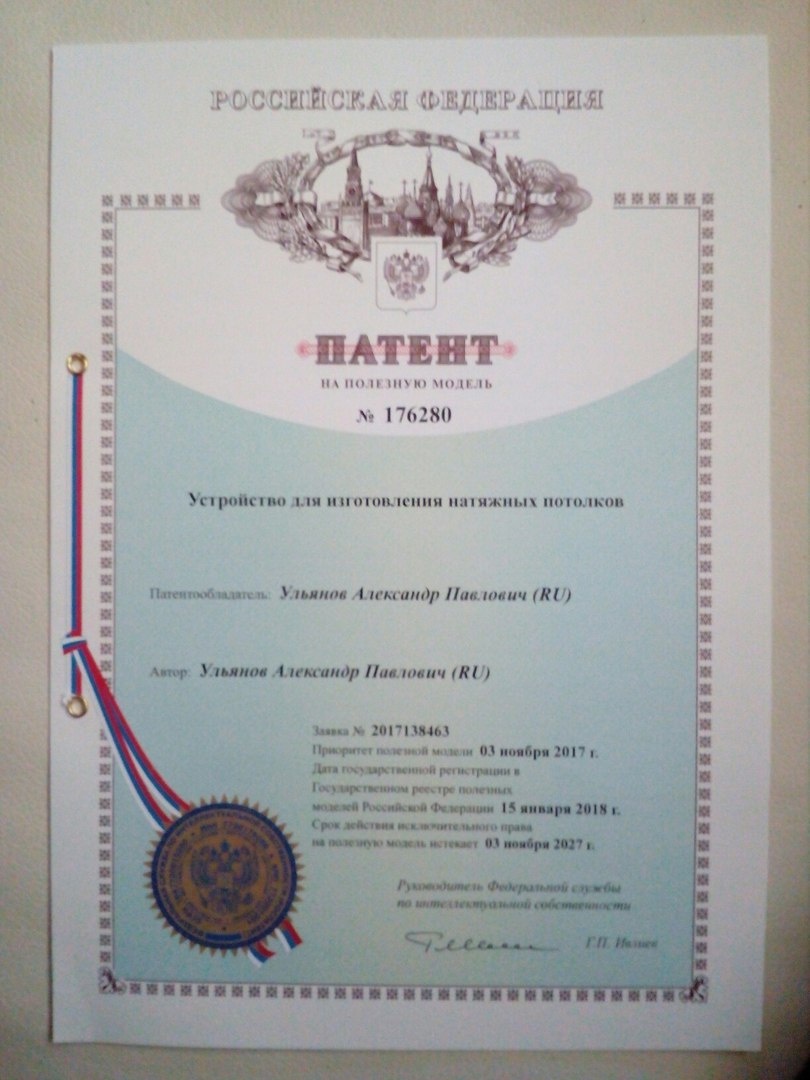 РОССИЙСКАЯ ФЕДЕРАЦИЯ
ПАТЕНТ
НА ПОЛЕЗНУЮ МОДЕЛЬ
№ 176280
Устройство для изготовления натяжных потолков
Патентообладатель: Ульянов Александр Павлович (RU)
Автор: Ульянов Александр Павлович (RU)
Заявка № 2017138463
Приоритет полезной модели 03 ноября 2017 г.
Дата государственной регистрации в
Государственном реестре полезных
моделей Российской Федерации 15 января 2018 г.
Срок действия исключительного права
на полезную модель истекает 03 ноября 2027 г.
Руководитель Федеральной службы
по интеллектуальной собственности
Г.П. Ивлиев